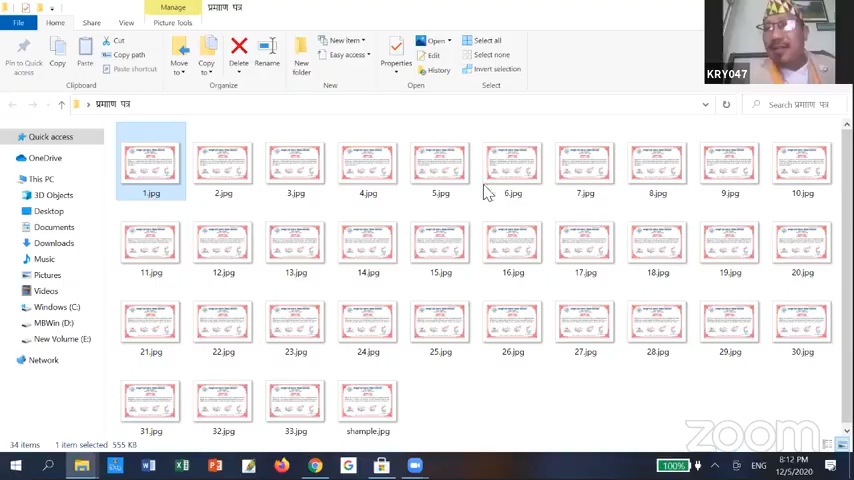 Manage
प्रमााण पत्र
File
Home
Share
View
Picture Tools
Pin to Quick access
Copy
Paste
Cut
Copy path
Paste shortcut
Clipboard
Move to
Copy to
Delete
Rename
Organize
New folder
New item
Easy access
New
Properties
Open
Edit
History
Open
Select all
Select none
Invert selection
Select
KRY047
प्रमााण पत्र
Search प्रमााण पत्र
Quick access
OneDrive
This PC
3D Objects
Desktop
Documents
Downloads
Music
Pictures
Videos
Windows (C:)
MBWin (D:)
New Volume (E:)
Network
1.jpg 2.jpg 3.jpg 4.jpg 5.jpg 6.jpg 7.jpg 8.jpg 9.jpg 10.jpg
11.jpg 12.jpg 13.jpg 14.jpg 15.jpg 16.jpg 17.jpg 18.jpg 19.jpg 20.jpg
21.jpg 22.jpg 23.jpg 24.jpg 25.jpg 26.jpg 27.jpg 28.jpg 29.jpg 30.jpg
31.jpg 32.jpg 33.jpg shample.jpg
34 items 1 item selected 555 KB
zoom
100%
ENG
8:12 PM
12/5/2020